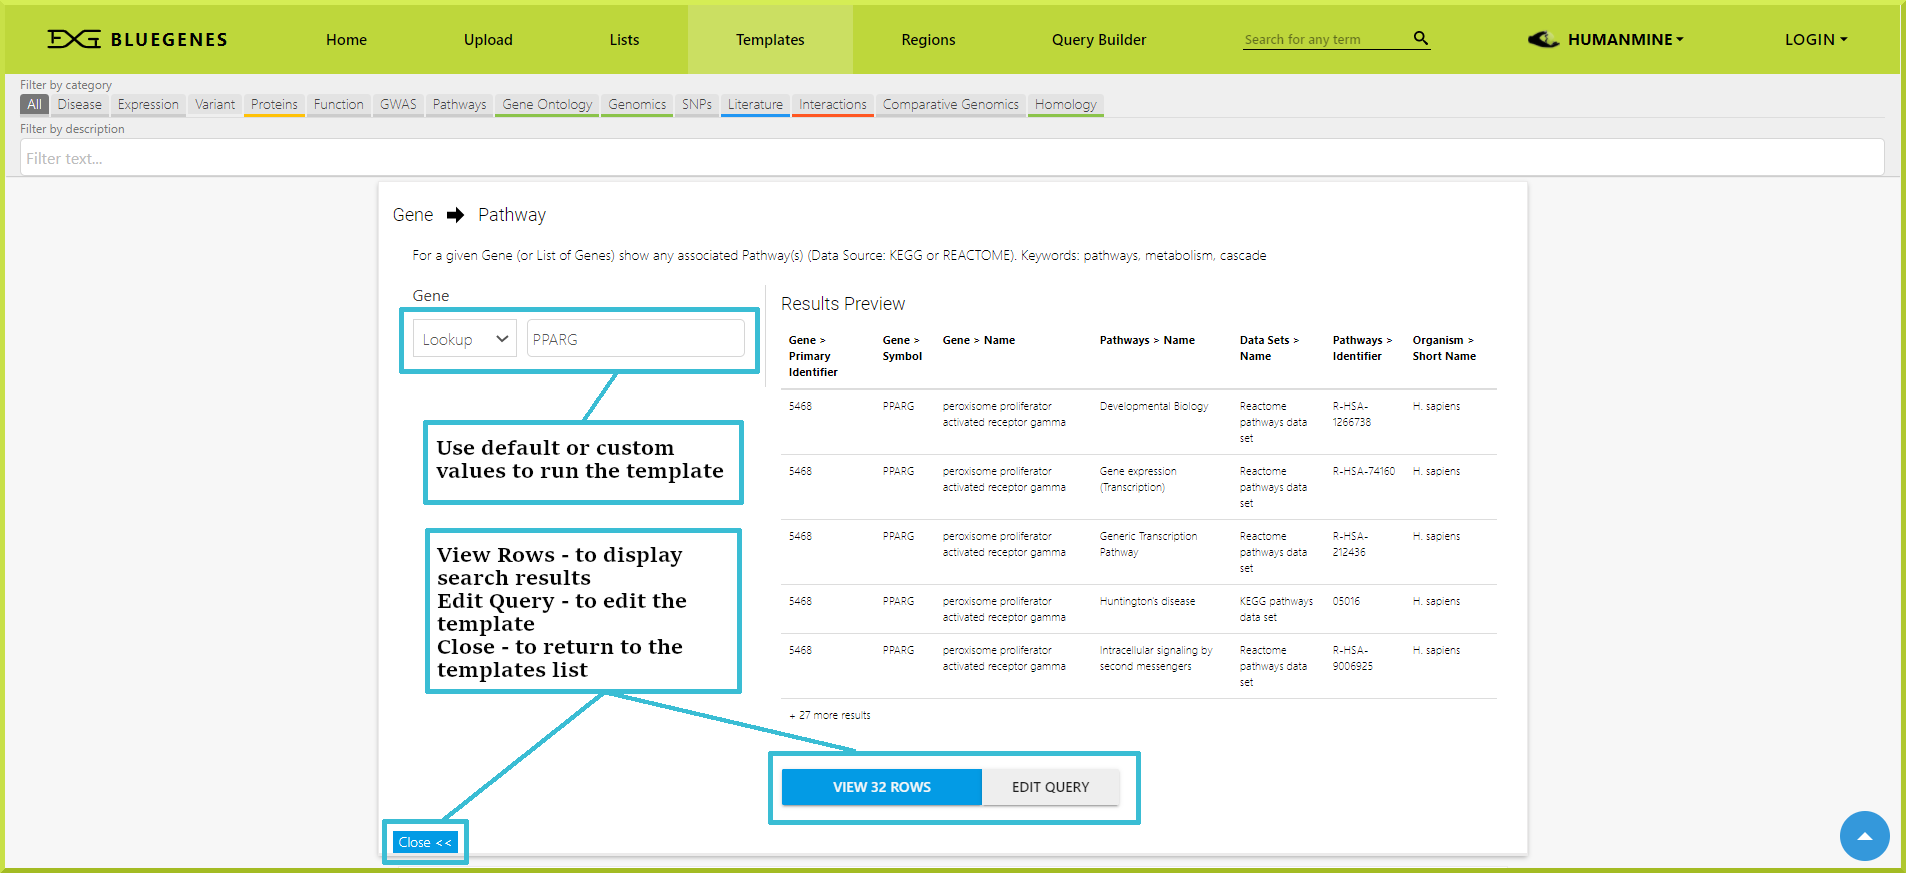 BLUEGENES
Home
Upload
Lists
Templates
Regions
Query Builder
Search for any term
HUMANMINE
LOGIN
Filter by category
All
Disease
Expression
Variant
Proteins
Function
GWAS
Pathways
Gene Ontology
Genomics
SNPs
Literature
Interactions
Comparative Genomics
Homology
Filter by description
Filter text...
Gene
Pathway
For a given Gene (or List of Genes) show any associated Pathway(s) (Data Source: KEGG or REACTOME). Keywords: pathways, metabolism, cascade
Gene
Lookup
PPARG
Use default or custom
values to run the template
View Rows - to display
search results
Edit Query - to edit the
template
Close - to return to the
templates list
Results Preview
Gene >
Primary
Identifier
Gene >
Symbol
Gene > Name
Pathways > Name
Data Sets >
Name
Pathways >
Identifier
Organism >
Short Name
5468
PPARG
peroxisome proliferator
activated receptor gamma
Developmental Biology
Reactome
pathways data
set
R-HSA-
1266738
H. sapiens
5468
PPARG
peroxisome proliferator
activated receptor gamma
Gene expression
(Transcription)
Reactome
pathways data
set
R-HSA-74160
H. sapiens
5468
PPARG
peroxisome proliferator
activated receptor gamma
Generic Transcription
Pathway
Reactome
pathways data
set
R-HSA-
212436
H. sapiens
5468
PPARG
peroxisome proliferator
activated receptor gamma
Huntington's disease
KEGG pathways
data set
05016
H. sapiens
5468
PPARG
peroxisome proliferator
activated receptor gamma
Intracellular signaling by
second messengers
Reactome
pathways data
set
R-HSA-
9006925
H. sapiens
+ 27 more results
VIEW 32 ROWS
EDIT QUERY
Close <<